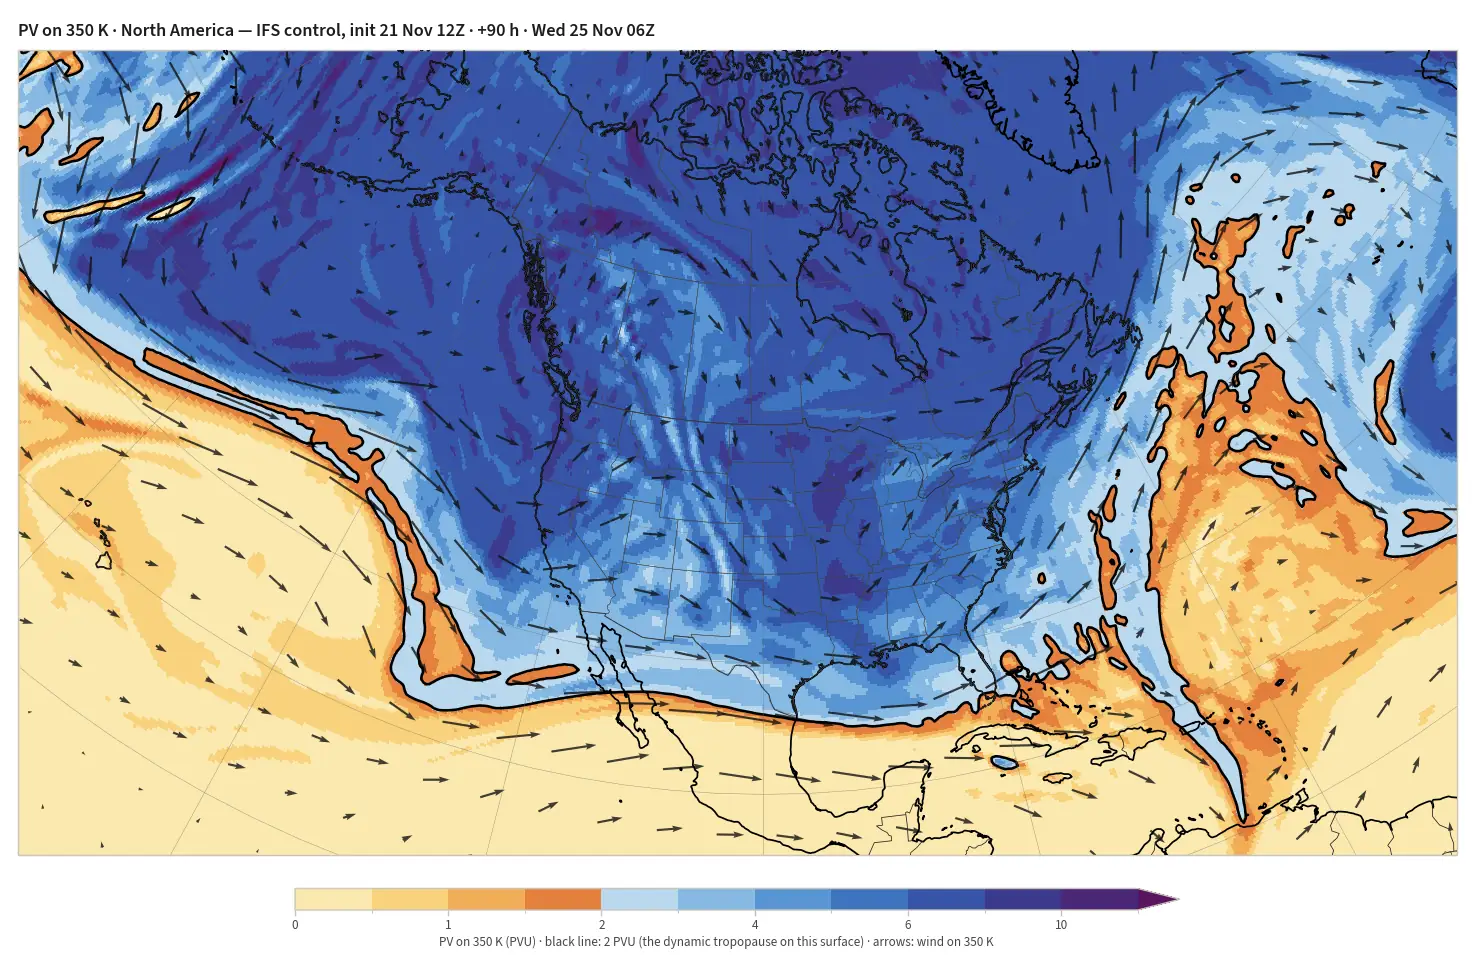 PV on 350 K · North America — IFS control, init 21 Nov 12Z · +90 h · Wed 25 Nov 06Z
0 1 2 4 6 10
PV on 350 K (PVU) · black line: 2 PVU (the dynamic tropopause on this surface) · arrows: wind on 350 K